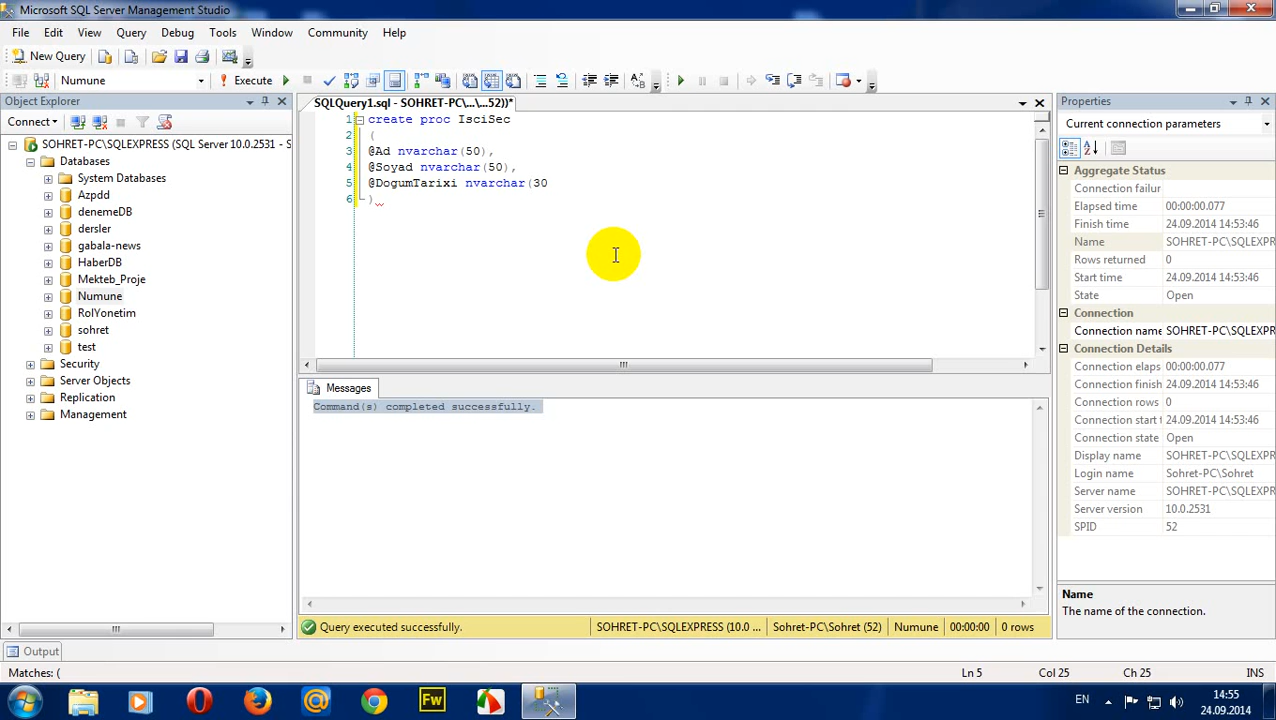 Microsoft SQL Server Management Studio
File Edit View Query Debug Tools Window Community Help
New Query
Numune Execute
Object Explorer
Connect
SOHRET-PC\SQLEXPRESS (SQL Server 10.0.2531 - S
Databases
System Databases
Azpdd
denemeDB
dersler
gabala-news
HaberDB
Mekteb_Proje
Numune
RolYonetim
sohret
test
Security
Server Objects
Replication
Management
SQLQuery1.sql - SOHRET-PC\...\...52))*
1 create proc IsciSec
2 (
3 @Ad nvarchar(50),
4 @Soyad nvarchar(50),
5 @DogumTarixi nvarchar(30
6 )
Messages
Command(s) completed successfully.
Query executed successfully. SOHRET-PC\SQLEXPRESS (10.0 ... Sohret-PC\Sohret (52) Numune 00:00:00 0 rows
Properties
Current connection parameters
Aggregate Status
Connection failur
Elapsed time 00:00:00.077
Finish time 24.09.2014 14:53:46
Name SOHRET-PC\SQLEXPR
Rows returned 0
Start time 24.09.2014 14:53:46
State Open
Connection
Connection name SOHRET-PC\SQLEXPR
Connection Details
Connection elaps 00:00:00.077
Connection finish 24.09.2014 14:53:46
Connection rows 0
Connection start t 24.09.2014 14:53:46
Connection state Open
Display name SOHRET-PC\SQLEXPR
Login name Sohret-PC\Sohret
Server name SOHRET-PC\SQLEXPR
Server version 10.0.2531
SPID 52
Name
The name of the connection.
Output
Matches: ( Ln 5 Col 25 Ch 25 INS
Fw
EN
14:55
24.09.2014